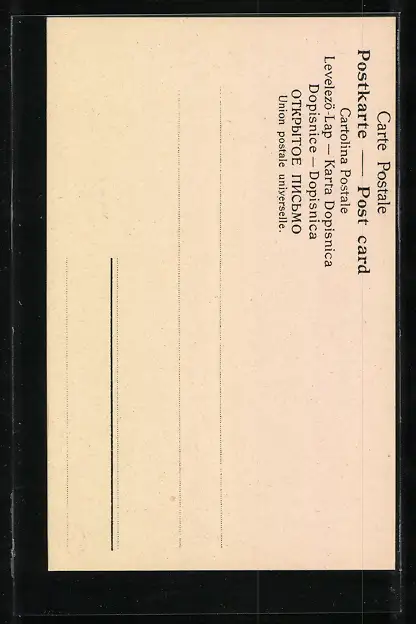 Carte Postale
Postkarte — Post card
Cartolina Postale
Levelező-Lap — Karta Dopisnica
Dopisnice — Dopisnica
ОТКРЫТОЕ ПИСЬМО
Union postale universelle.